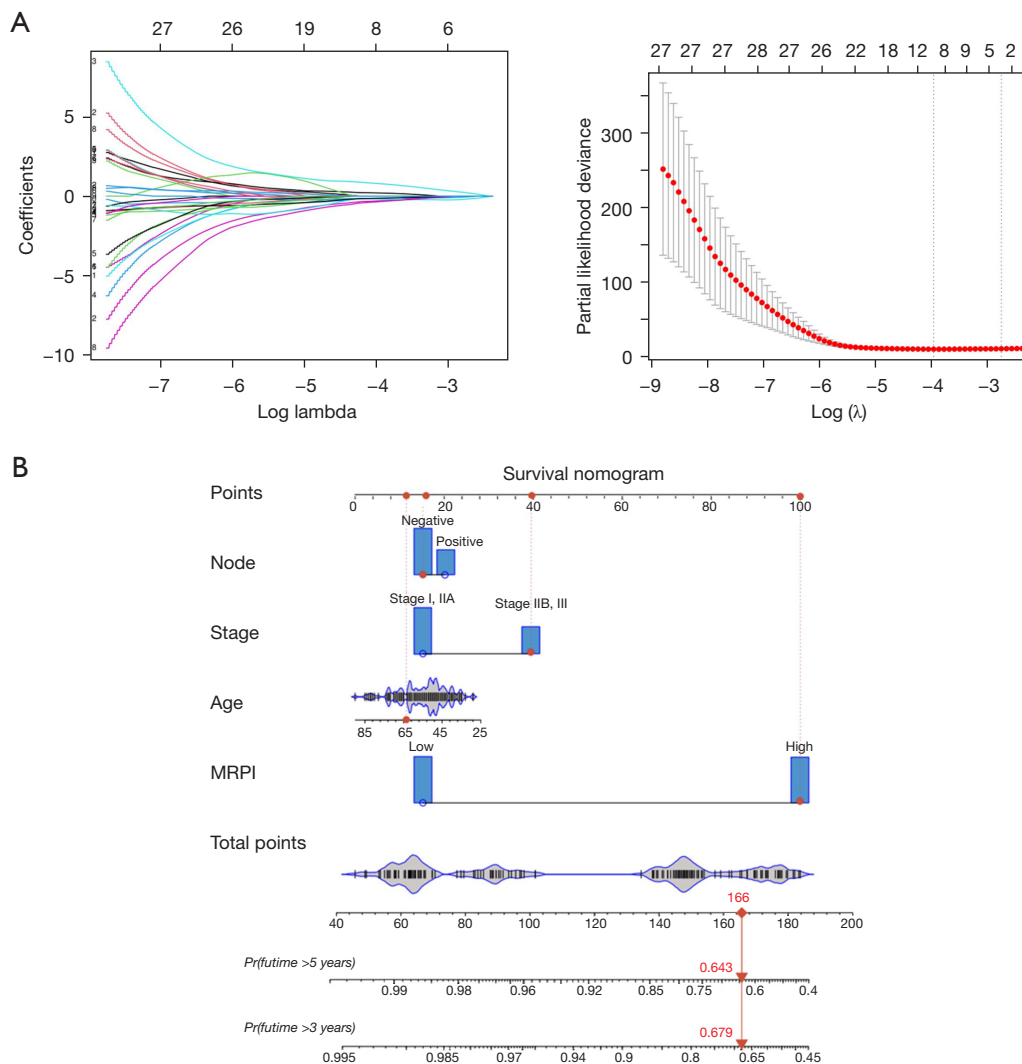 A
27 26 19 8 6
5
0
−5
−10
Coefficients
−7 −6 −5 −4 −3
Log lambda
27 27 27 28 27 26 22 18 12 8 9 5 2
350
250
200
100
0
Partial likelihood deviance
−9 −8 −7 −6 −5 −4 −3
Log (λ)
B
Survival nomogram
Points
0 20 40 60 80 100
Node
Negative
Positive
Stage
Stage I, IIA
Stage IIB, III
Age
85 65 45 25
MRPI
Low
High
Total points
166
40 60 80 100 120 140 160 180 200
Pr(futime >5 years)
0.643
0.99 0.98 0.96 0.92 0.85 0.75 0.6 0.4
Pr(futime >3 years)
0.679
0.995 0.985 0.97 0.94 0.9 0.8 0.65 0.45